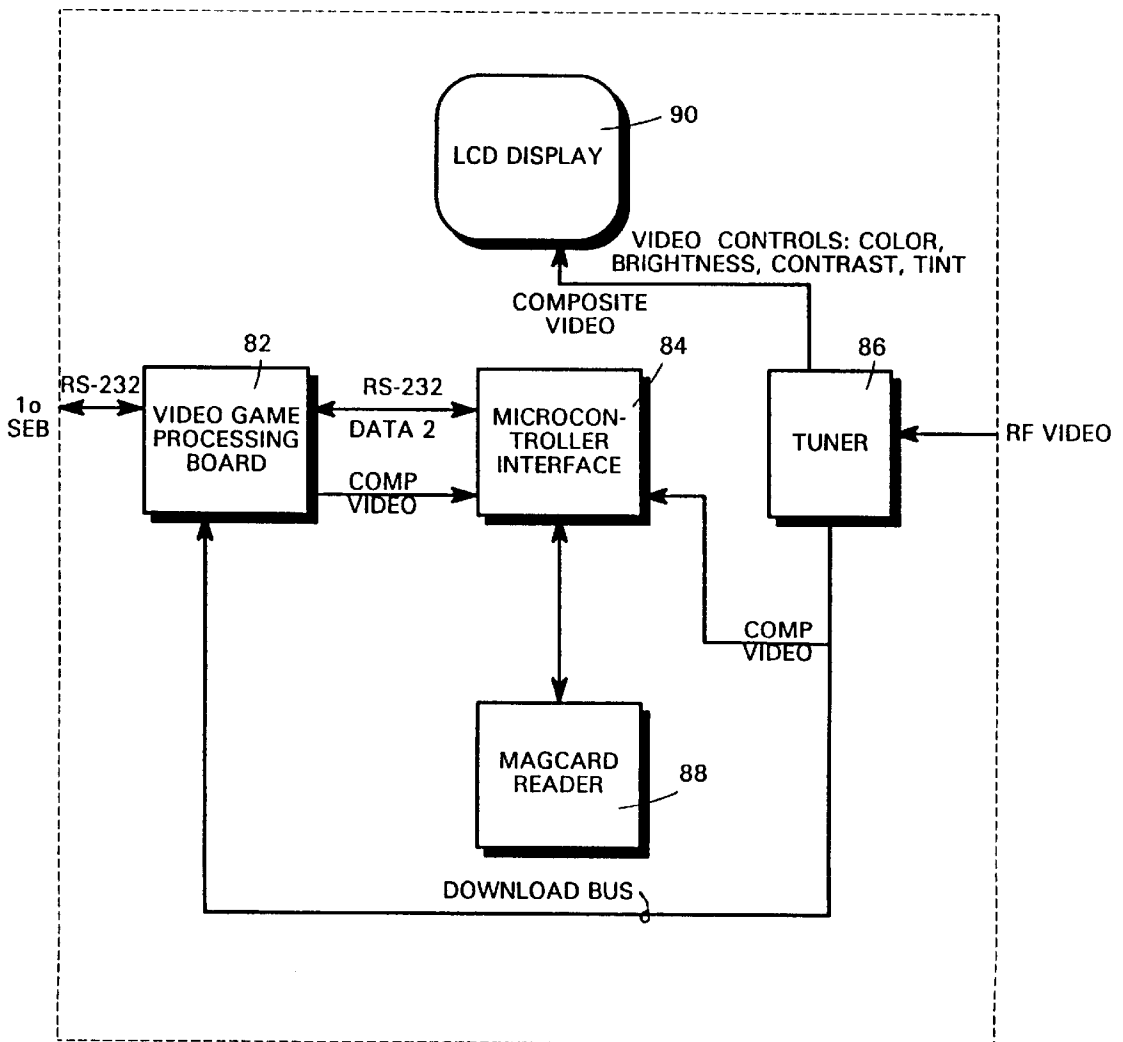 90
LCD DISPLAY
VIDEO CONTROLS: COLOR,
BRIGHTNESS, CONTRAST, TINT
COMPOSITE
VIDEO
82
84
86
1o
SEB
RS-232
VIDEO GAME
PROCESSING
BOARD
RS-232
DATA 2
COMP
VIDEO
MICROCON-
TROLLER
INTERFACE
TUNER
RF VIDEO
COMP
VIDEO
MAGCARD
READER
88
DOWNLOAD BUS